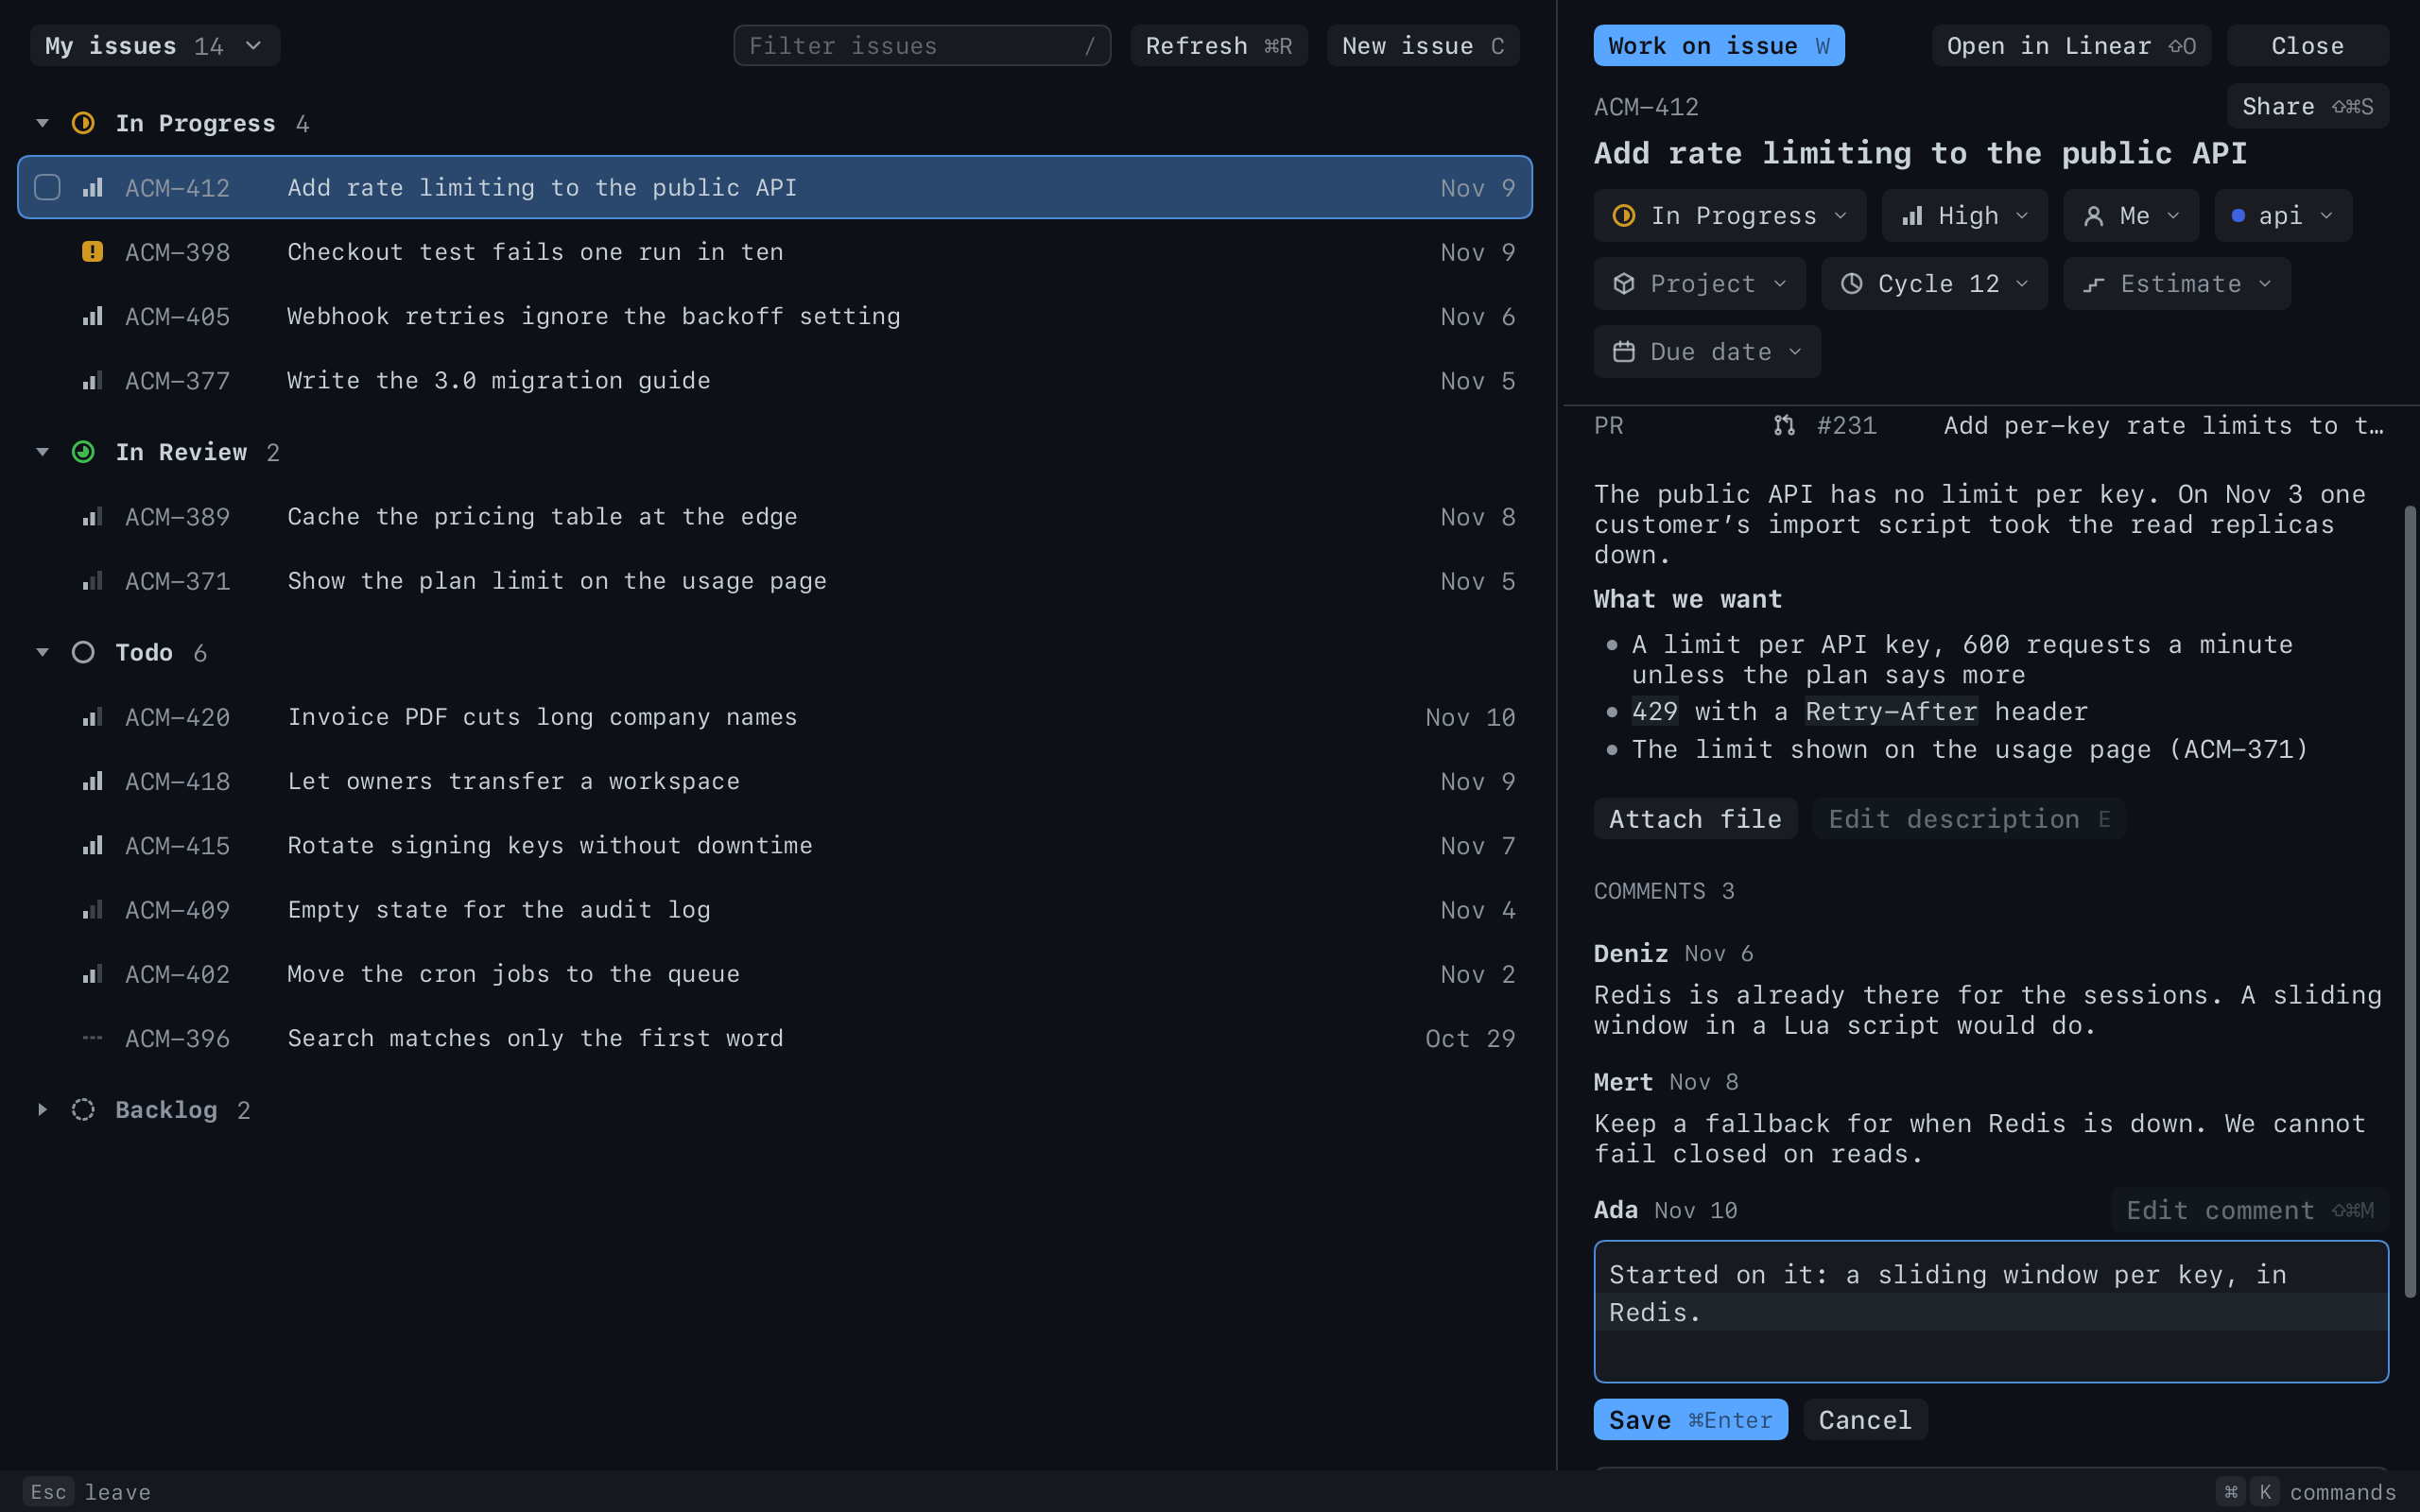 My issues 14
Filter issues /
Refresh ⌘R
New issue C
In Progress 4
ACM-412 Add rate limiting to the public API Nov 9
ACM-398 Checkout test fails one run in ten Nov 9
ACM-405 Webhook retries ignore the backoff setting Nov 6
ACM-377 Write the 3.0 migration guide Nov 5
In Review 2
ACM-389 Cache the pricing table at the edge Nov 8
ACM-371 Show the plan limit on the usage page Nov 5
Todo 6
ACM-420 Invoice PDF cuts long company names Nov 10
ACM-418 Let owners transfer a workspace Nov 9
ACM-415 Rotate signing keys without downtime Nov 7
ACM-409 Empty state for the audit log Nov 4
ACM-402 Move the cron jobs to the queue Nov 2
ACM-396 Search matches only the first word Oct 29
Backlog 2
Work on issue W
Open in Linear ⇧O
Close
ACM-412
Share ⇧⌘S
Add rate limiting to the public API
In Progress High Me api
Project Cycle 12 Estimate
Due date
PR #231 Add per-key rate limits to t…
The public API has no limit per key. On Nov 3 one
customer’s import script took the read replicas
down.
What we want
• A limit per API key, 600 requests a minute
unless the plan says more
• 429 with a Retry-After header
• The limit shown on the usage page (ACM-371)
Attach file
Edit description E
COMMENTS 3
Deniz Nov 6
Redis is already there for the sessions. A sliding
window in a Lua script would do.
Mert Nov 8
Keep a fallback for when Redis is down. We cannot
fail closed on reads.
Ada Nov 10
Edit comment ⇧⌘M
Started on it: a sliding window per key, in
Redis.
Save ⌘Enter
Cancel
Esc leave
⌘ K commands